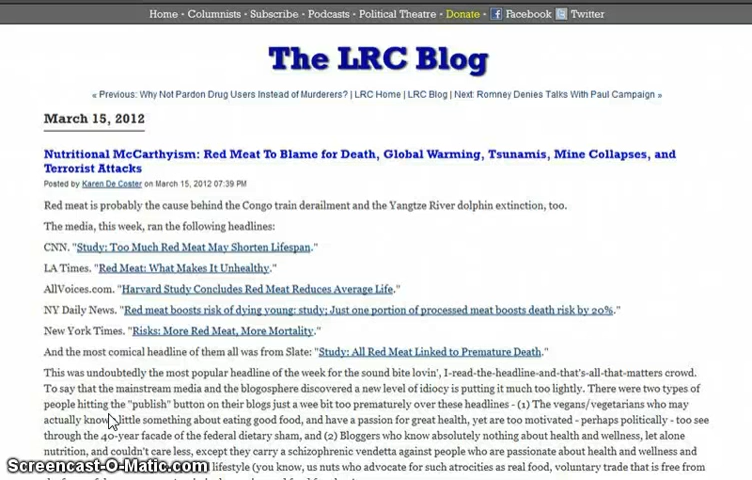 Home • Columnists • Subscribe • Podcasts • Political Theatre • Donate • Facebook Twitter
The LRC Blog
« Previous: Why Not Pardon Drug Users Instead of Murderers? | LRC Home | LRC Blog | Next: Romney Denies Talks With Paul Campaign »
March 15, 2012
Nutritional McCarthyism: Red Meat To Blame for Death, Global Warming, Tsunamis, Mine Collapses, and
Terrorist Attacks
Posted by Karen De Coster on March 15, 2012 07:39 PM
Red meat is probably the cause behind the Congo train derailment and the Yangtze River dolphin extinction, too.
The media, this week, ran the following headlines:
CNN. "Study: Too Much Red Meat May Shorten Lifespan."
LA Times. "Red Meat: What Makes It Unhealthy."
AllVoices.com. "Harvard Study Concludes Red Meat Reduces Average Life."
NY Daily News. "Red meat boosts risk of dying young: study; Just one portion of processed meat boosts death risk by 20%."
New York Times. "Risks: More Red Meat, More Mortality."
And the most comical headline of them all was from Slate: "Study: All Red Meat Linked to Premature Death."
This was undoubtedly the most popular headline of the week for the sound bite lovin', I-read-the-headline-and-that's-all-that-matters crowd.
To say that the mainstream media and the blogosphere discovered a new level of idiocy is putting it much too lightly. There were two types of
people hitting the "publish" button on their blogs just a wee bit too prematurely over these headlines - (1) The vegans/vegetarians who may
actually know little something about eating good food, and have a passion for great health, yet are too motivated - perhaps politically - too see
through the 40-year facade of the federal dietary sham, and (2) Bloggers who know absolutely nothing about health and wellness, let alone
nutrition, and couldn't care less, except they carry a schizophrenic vendetta against people who are passionate about health and wellness and
lifestyle (you know, us nuts who advocate for such atrocities as real food, voluntary trade that is free from
Screencast-O-Matic.com